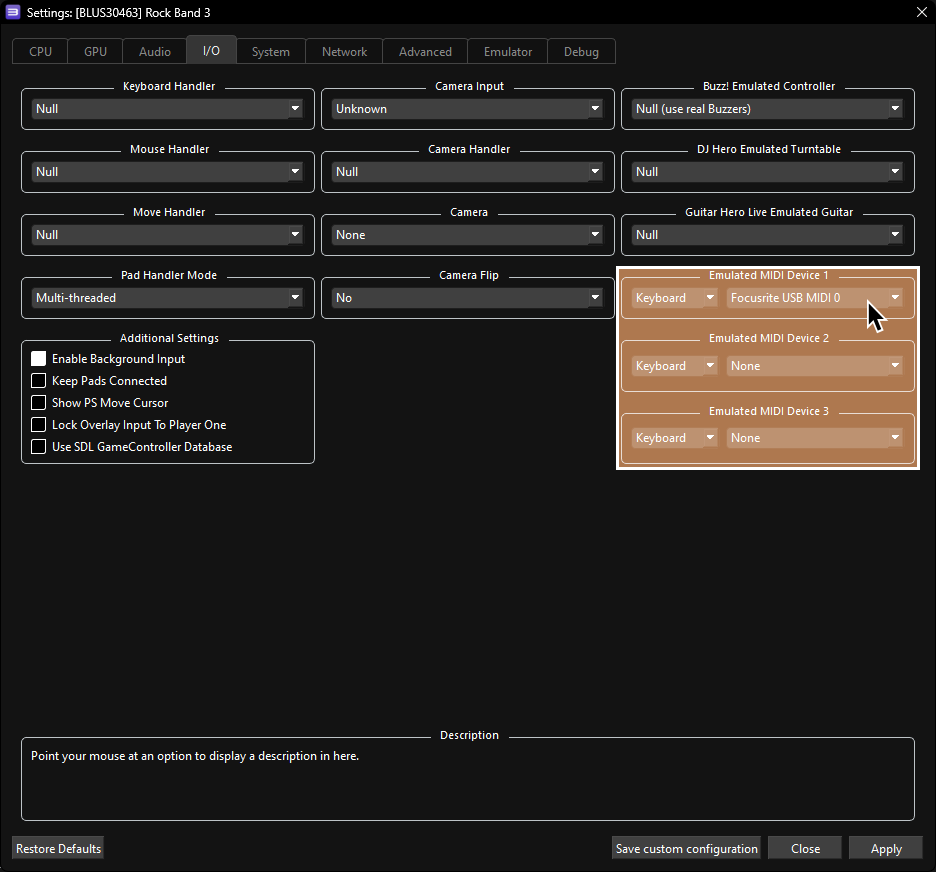 Settings: [BLUS30463] Rock Band 3
CPU GPU Audio I/O System Network Advanced Emulator Debug
Keyboard Handler Camera Input Buzz! Emulated Controller
Null Unknown Null (use real Buzzers)
Mouse Handler Camera Handler DJ Hero Emulated Turntable
Null Null Null
Move Handler Camera Guitar Hero Live Emulated Guitar
Null None Null
Pad Handler Mode Camera Flip Emulated MIDI Device 1
Multi-threaded No Keyboard Focusrite USB MIDI 0
Additional Settings Emulated MIDI Device 2
Enable Background Input Keyboard None
Keep Pads Connected
Show PS Move Cursor Emulated MIDI Device 3
Lock Overlay Input To Player One Keyboard None
Use SDL GameController Database
Description
Point your mouse at an option to display a description in here.
Restore Defaults Save custom configuration Close Apply